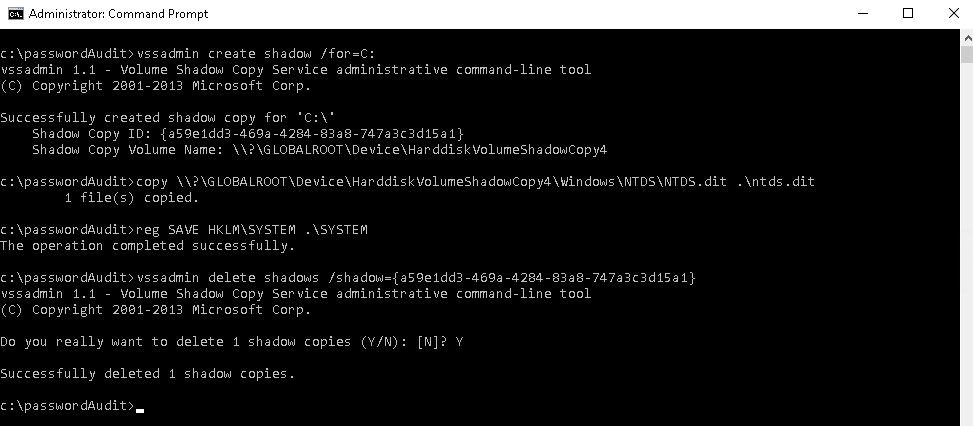 Administrator: Command Prompt
c:\passwordAudit>vssadmin create shadow /for=C:
vssadmin 1.1 - Volume Shadow Copy Service administrative command-line tool
(C) Copyright 2001-2013 Microsoft Corp.
Successfully created shadow copy for 'C:\'
Shadow Copy ID: {a59e1dd3-469a-4284-83a8-747a3c3d15a1}
Shadow Copy Volume Name: \\?\GLOBALROOT\Device\HarddiskVolumeShadowCopy4
c:\passwordAudit>copy \\?\GLOBALROOT\Device\HarddiskVolumeShadowCopy4\Windows\NTDS\NTDS.dit .\ntds.dit
1 file(s) copied.
c:\passwordAudit>reg SAVE HKLM\SYSTEM .\SYSTEM
The operation completed successfully.
c:\passwordAudit>vssadmin delete shadows /shadow={a59e1dd3-469a-4284-83a8-747a3c3d15a1}
vssadmin 1.1 - Volume Shadow Copy Service administrative command-line tool
(C) Copyright 2001-2013 Microsoft Corp.
Do you really want to delete 1 shadow copies (Y/N): [N]? Y
Successfully deleted 1 shadow copies.
c:\passwordAudit>